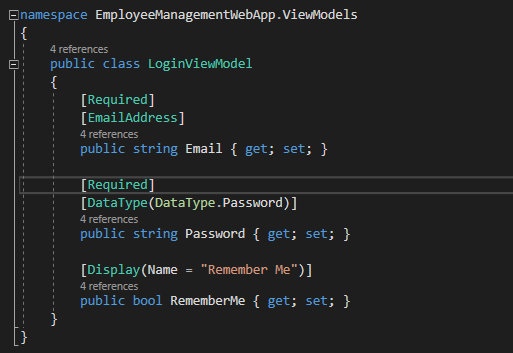 namespace EmployeeManagementWebApp.ViewModels
{
4 references
public class LoginViewModel
{
[Required]
[EmailAddress]
4 references
public string Email { get; set; }
[Required]
[DataType(DataType.Password)]
4 references
public string Password { get; set; }
[Display(Name = "Remember Me")]
4 references
public bool RememberMe { get; set; }
}
}